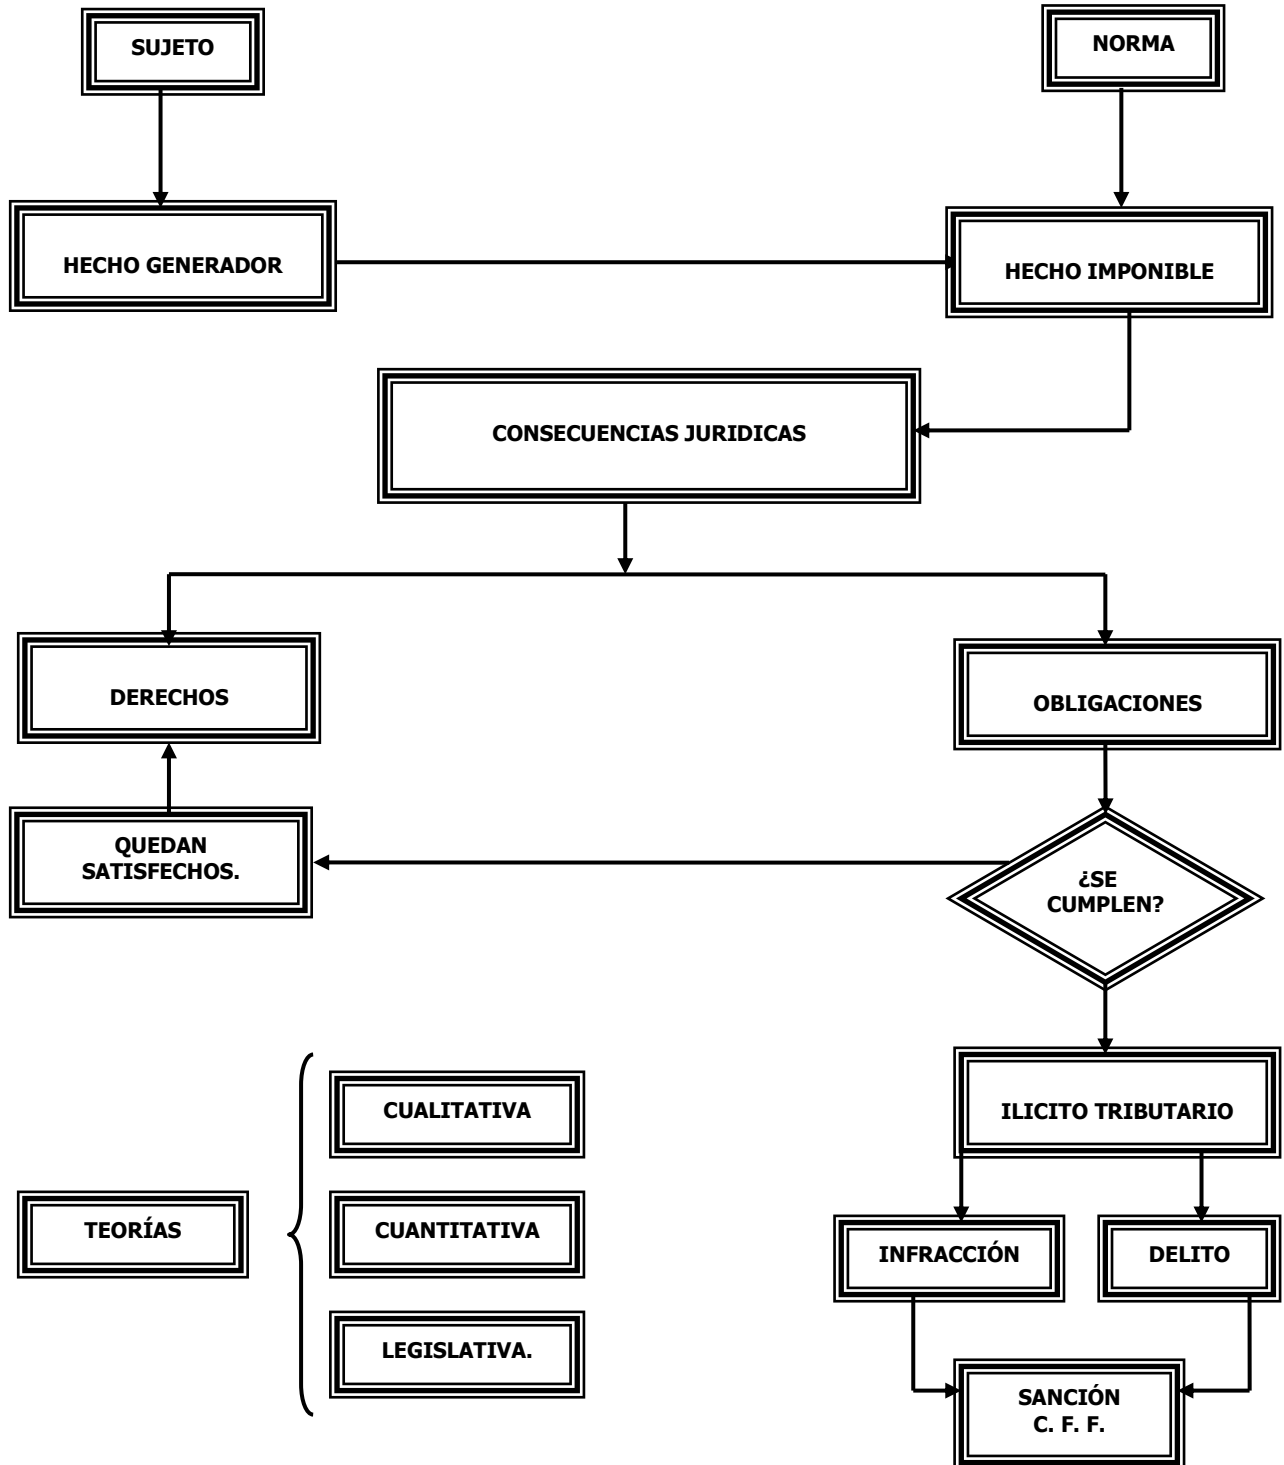 SUJETO
NORMA
HECHO GENERADOR
HECHO IMPONIBLE
CONSECUENCIAS JURIDICAS
DERECHOS
OBLIGACIONES
QUEDAN
SATISFECHOS.
¿SE
CUMPLEN?
ILICITO TRIBUTARIO
INFRACCIÓN
DELITO
SANCIÓN
C. F. F.
TEORÍAS
CUALITATIVA
CUANTITATIVA
LEGISLATIVA.